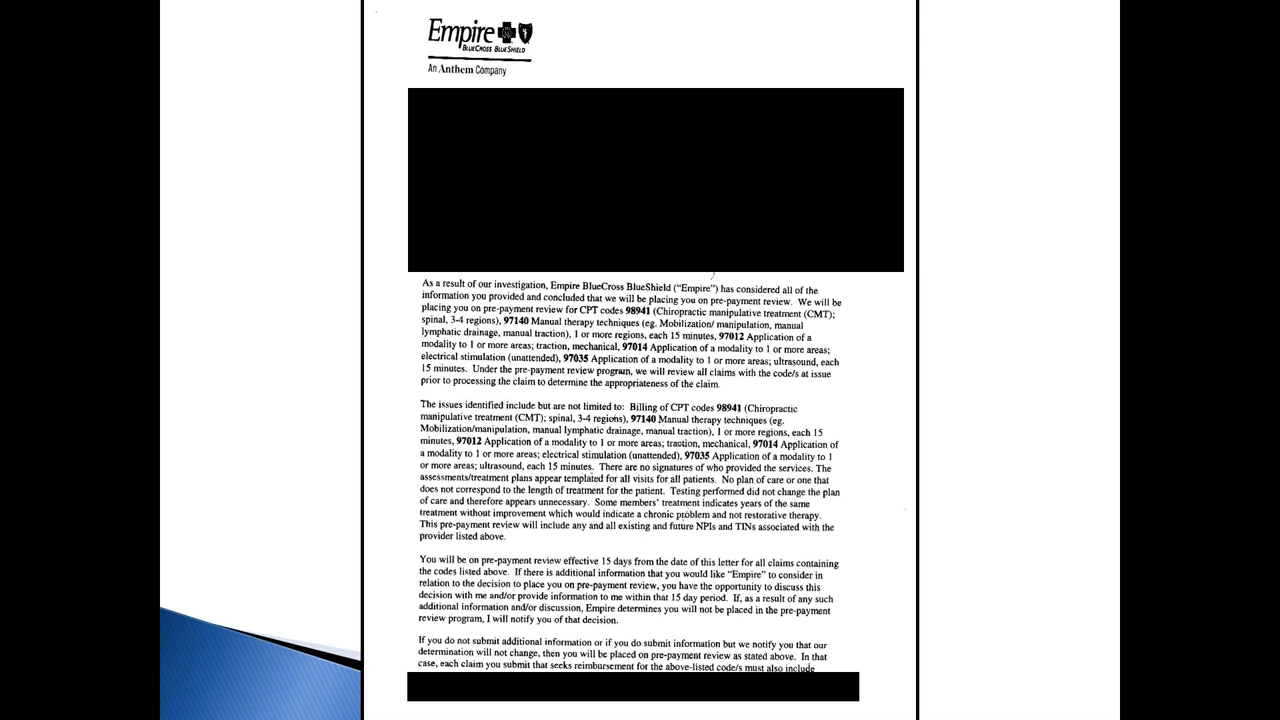 Empire
BLUECROSS BLUESHIELD
An Anthem Company
As a result of our investigation, Empire BlueCross BlueShield (“Empire”) has considered all of the
information you provided and concluded that we will be placing you on pre-payment review. We will be
placing you on pre-payment review for CPT codes 98941 (Chiropractic manipulative treatment (CMT);
spinal, 3-4 regions), 97140 Manual therapy techniques (eg. Mobilization/ manipulation, manual
lymphatic drainage, manual traction), 1 or more regions, each 15 minutes, 97012 Application of a
modality to 1 or more areas; traction, mechanical, 97014 Application of a modality to 1 or more areas;
electrical stimulation (unattended), 97035 Application of a modality to 1 or more areas; ultrasound, each
15 minutes. Under the pre-payment review program, we will review all claims with the code/s at issue
prior to processing the claim to determine the appropriateness of the claim.
The issues identified include but are not limited to: Billing of CPT codes 98941 (Chiropractic
manipulative treatment (CMT); spinal, 3-4 regions), 97140 Manual therapy techniques (eg.
Mobilization/manipulation, manual lymphatic drainage, manual traction), 1 or more regions, each 15
minutes, 97012 Application of a modality to 1 or more areas; traction, mechanical, 97014 Application of
a modality to 1 or more areas; electrical stimulation (unattended), 97035 Application of a modality to 1
or more areas; ultrasound, each 15 minutes. There are no signatures of who provided the services. The
assessments/treatment plans appear templated for all visits for all patients. No plan of care or one that
does not correspond to the length of treatment for the patient. Testing performed did not change the plan
of care and therefore appears unnecessary. Some members’ treatment indicates years of the same
treatment without improvement which would indicate a chronic problem and not restorative therapy.
This pre-payment review will include any and all existing and future NPIs and TINs associated with the
provider listed above.
You will be on pre-payment review effective 15 days from the date of this letter for all claims containing
the codes listed above. If there is additional information that you would like “Empire” to consider in
relation to the decision to place you on pre-payment review, you have the opportunity to discuss this
decision with me and/or provide information to me within that 15 day period. If, as a result of any such
additional information and/or discussion, Empire determines you will not be placed in the pre-payment
review program, I will notify you of that decision.
If you do not submit additional information or if you do submit information but we notify you that our
determination will not change, then you will be placed on pre-payment review as stated above. In that
case, each claim you submit that seeks reimbursement for the above-listed code/s must also include